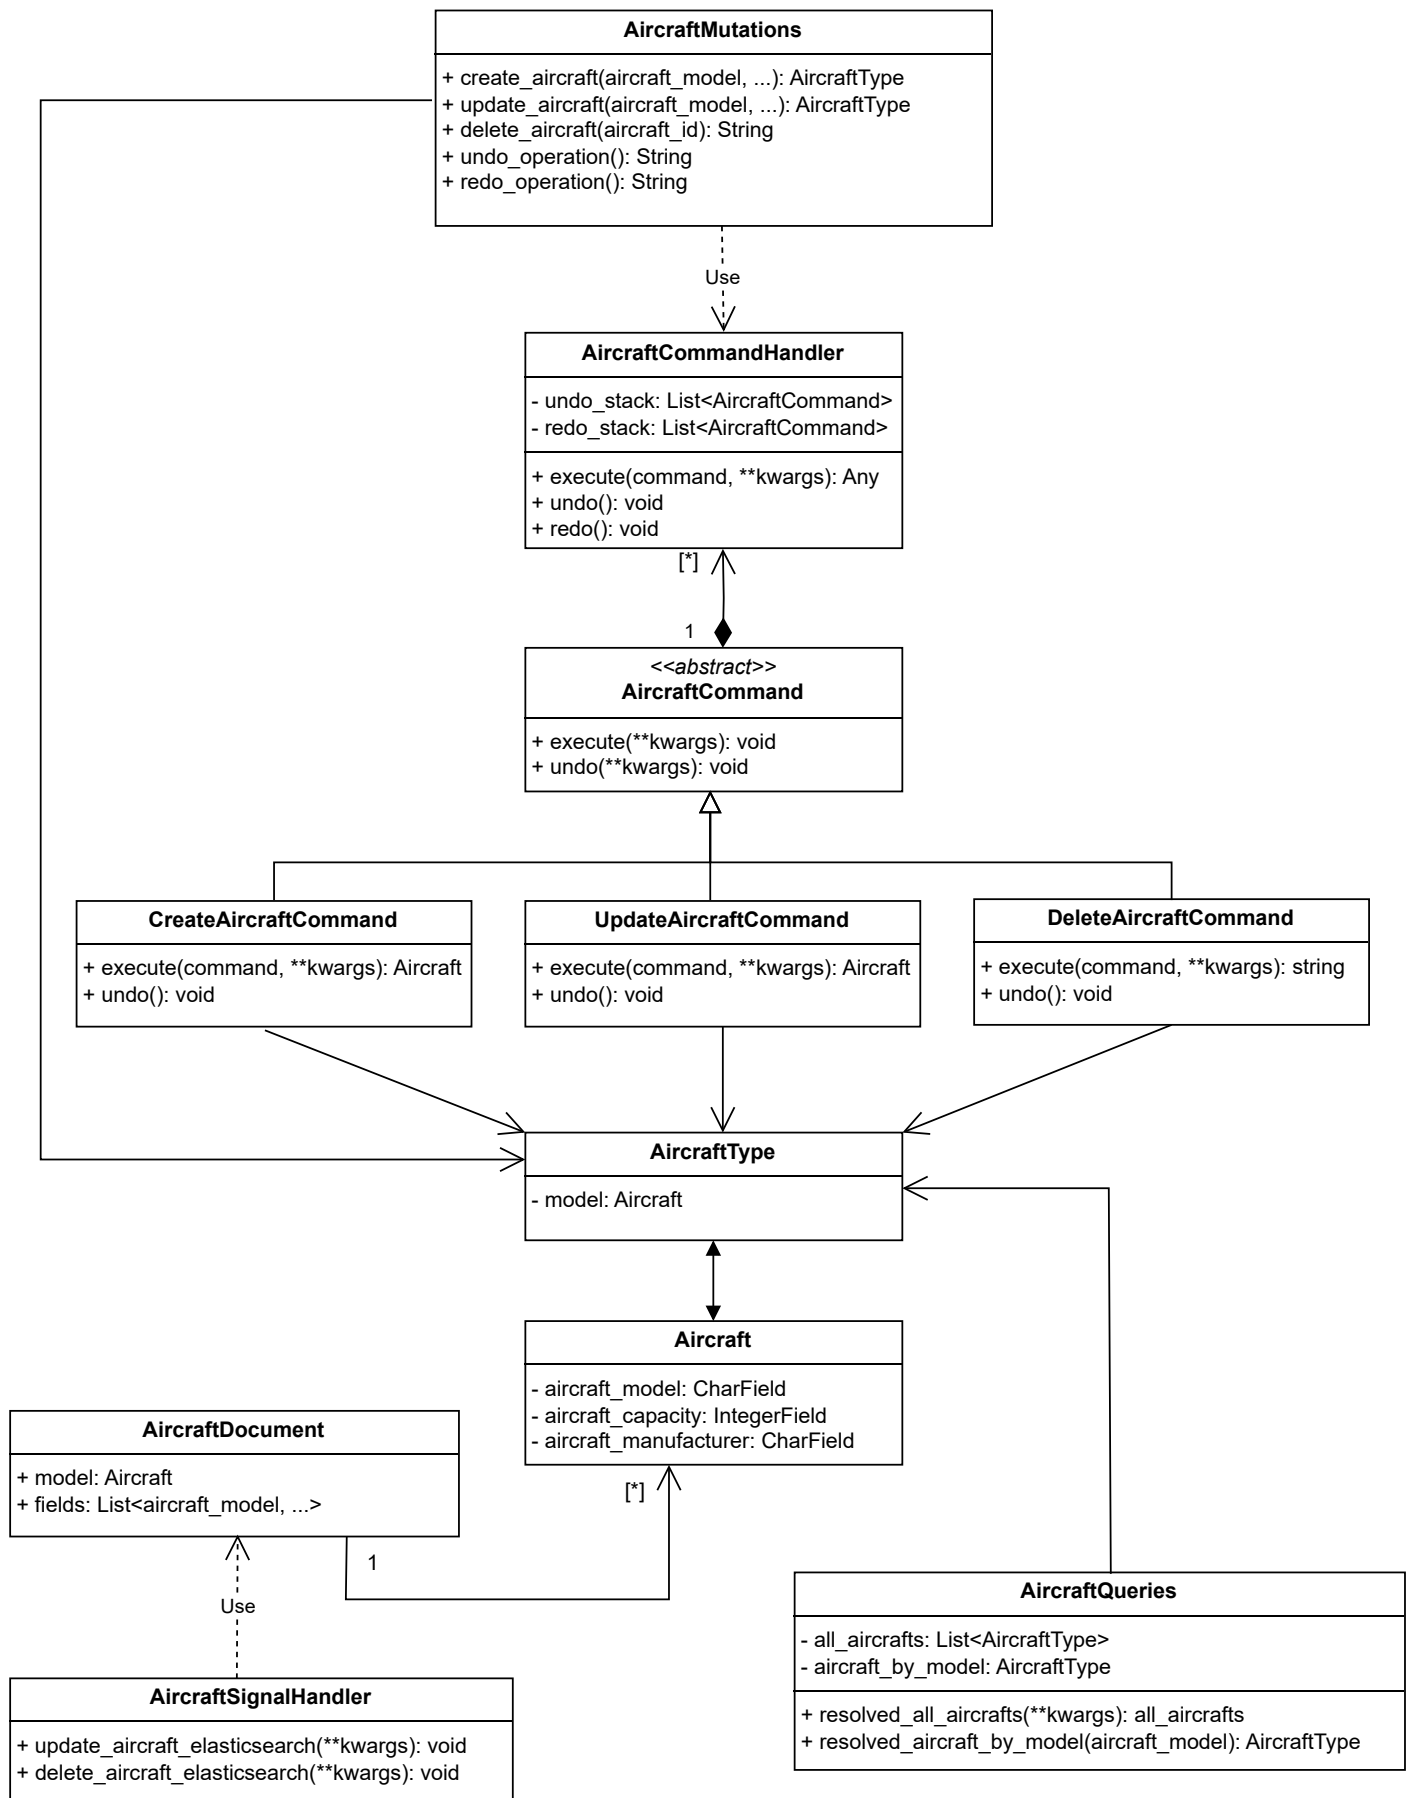 AircraftMutations
+ create_aircraft(aircraft_model, ...): AircraftType
+ update_aircraft(aircraft_model, ...): AircraftType
+ delete_aircraft(aircraft_id): String
+ undo_operation(): String
+ redo_operation(): String
Use
AircraftCommandHandler
- undo_stack: List<AircraftCommand>
- redo_stack: List<AircraftCommand>
+ execute(command, **kwargs): Any
+ undo(): void
+ redo(): void
[*]
1
<<abstract>>
AircraftCommand
+ execute(**kwargs): void
+ undo(**kwargs): void
CreateAircraftCommand
+ execute(command, **kwargs): Aircraft
+ undo(): void
UpdateAircraftCommand
+ execute(command, **kwargs): Aircraft
+ undo(): void
DeleteAircraftCommand
+ execute(command, **kwargs): string
+ undo(): void
AircraftType
- model: Aircraft
Aircraft
- aircraft_model: CharField
- aircraft_capacity: IntegerField
- aircraft_manufacturer: CharField
[*]
AircraftDocument
+ model: Aircraft
+ fields: List<aircraft_model, ...>
1
Use
AircraftSignalHandler
+ update_aircraft_elasticsearch(**kwargs): void
+ delete_aircraft_elasticsearch(**kwargs): void
AircraftQueries
- all_aircrafts: List<AircraftType>
- aircraft_by_model: AircraftType
+ resolved_all_aircrafts(**kwargs): all_aircrafts
+ resolved_aircraft_by_model(aircraft_model): AircraftType